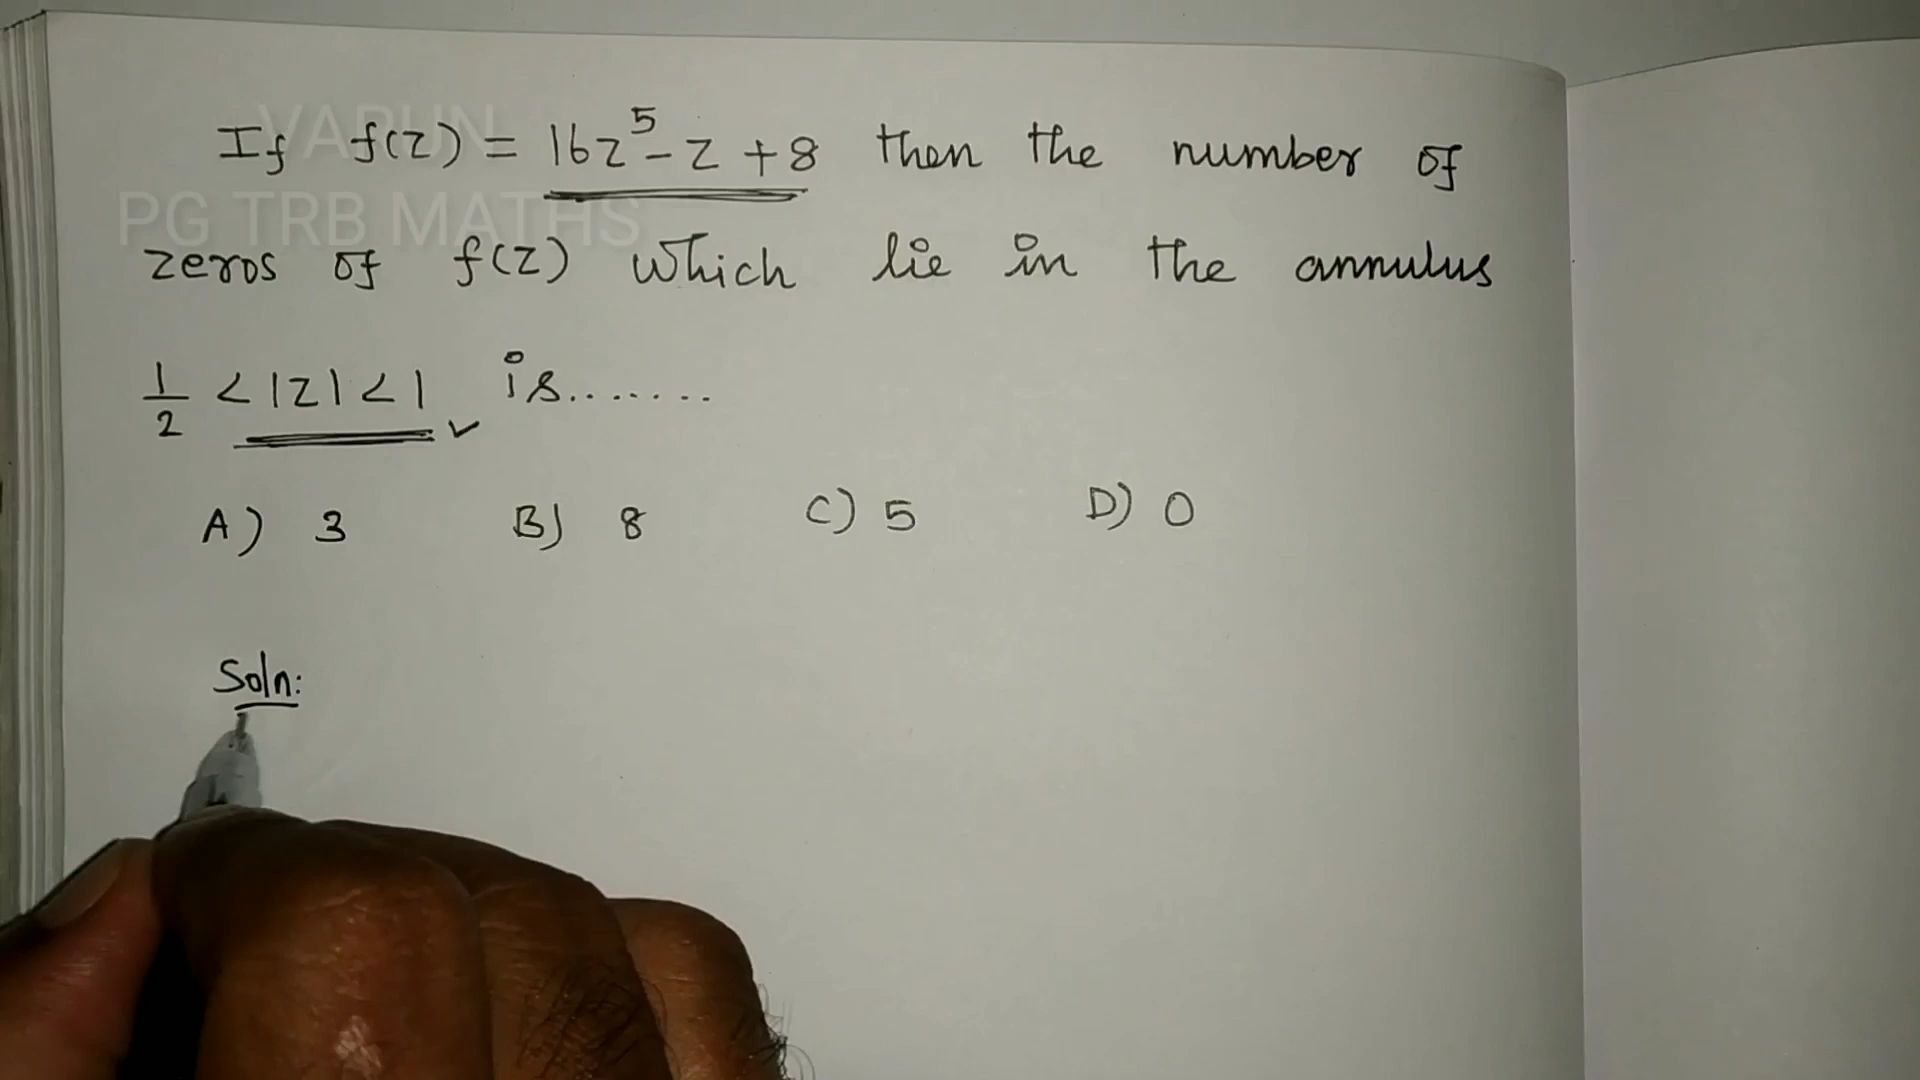 VARUN
If f(z) = 16z⁵ - z + 8 then the number of
PG TRB MATHS
zeros of f(z) which lie in the annulus
1/2 < |z| < 1 ✓ is.......
A) 3 B) 8 C) 5 D) 0
Soln: